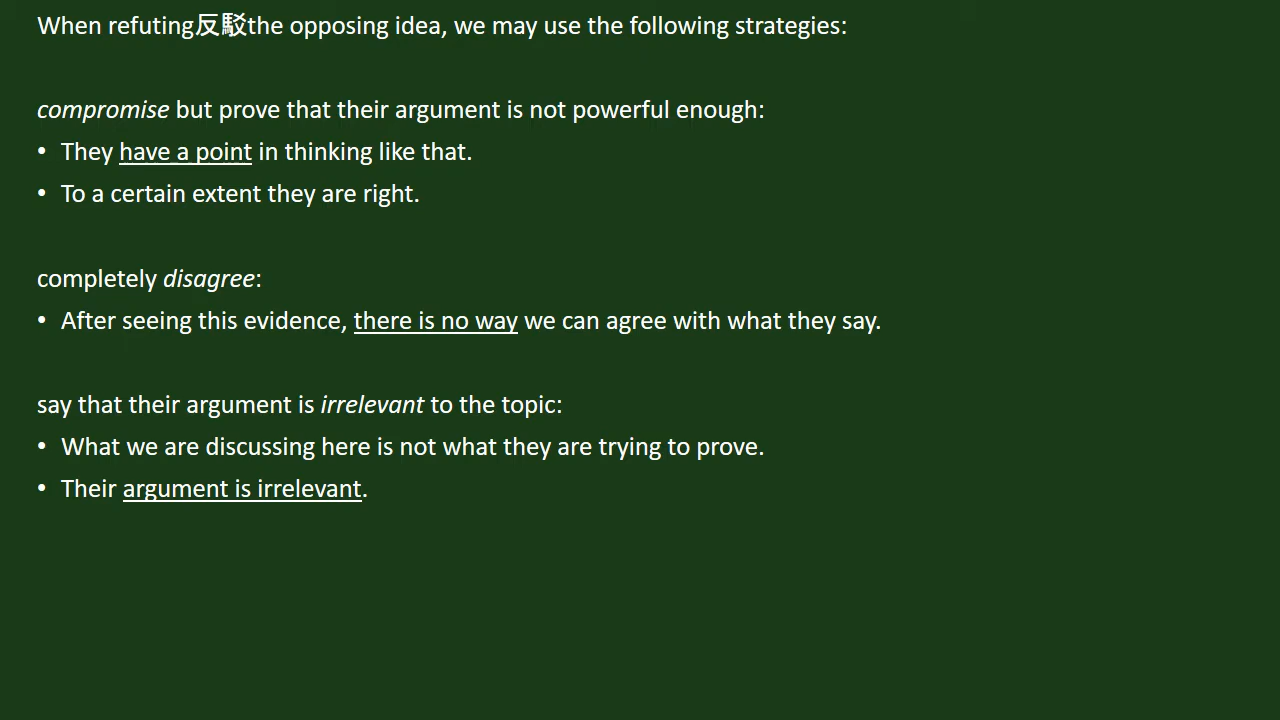 When refuting反駁the opposing idea, we may use the following strategies:
compromise but prove that their argument is not powerful enough:
• They have a point in thinking like that.
• To a certain extent they are right.
completely disagree:
• After seeing this evidence, there is no way we can agree with what they say.
say that their argument is irrelevant to the topic:
• What we are discussing here is not what they are trying to prove.
• Their argument is irrelevant.